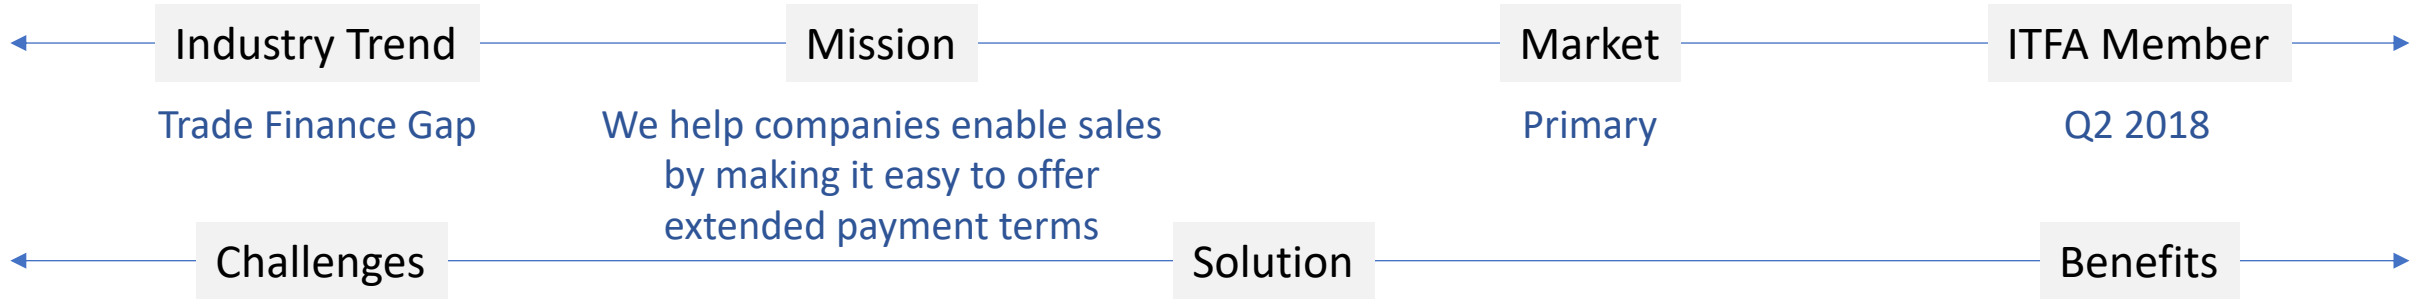 Industry Trend
Mission
Market
ITFA Member
Trade Finance Gap
We help companies enable sales
by making it easy to offer
extended payment terms
Primary
Q2 2018
Challenges
Solution
Benefits